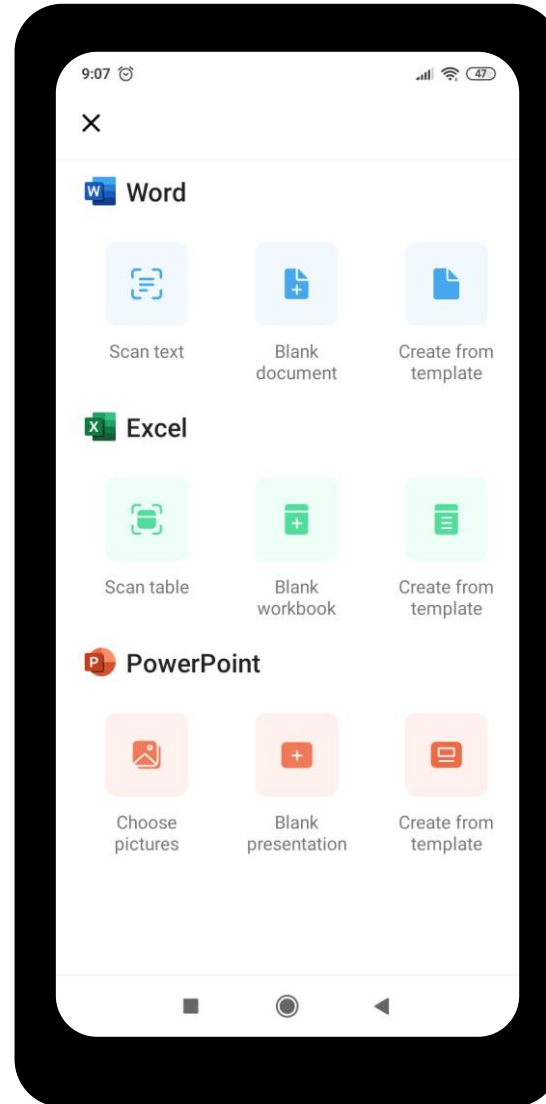 9:07 47
W Word
Scan text Blank Create from
document template
X Excel
Scan table Blank Create from
workbook template
P PowerPoint
Choose Blank Create from
pictures presentation template